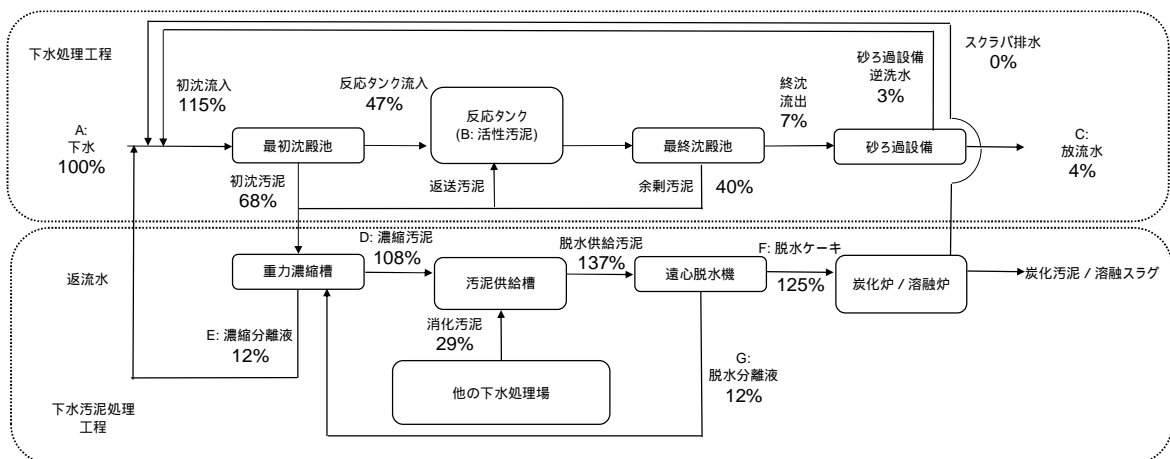 スクラバ排水
0%
下水処理工程
砂ろ過設備
逆洗水
3%
初沈流入
115%
反応タンク流入
47%
終沈
流出
7%
反応タンク
(B: 活性汚泥)
A:
下水
100%
最初沈殿池
最終沈殿池
砂ろ過設備
C:
放流水
4%
初沈汚泥
68%
返送汚泥
余剰汚泥
40%
D: 濃縮汚泥
108%
脱水供給汚泥
137%
F: 脱水ケーキ
125%
返流水
重力濃縮槽
汚泥供給槽
遠心脱水機
炭化炉 / 溶融炉
炭化汚泥 / 溶融スラグ
E: 濃縮分離液
12%
消化汚泥
29%
G:
脱水分離液
12%
他の下水処理場
下水汚泥処理
工程